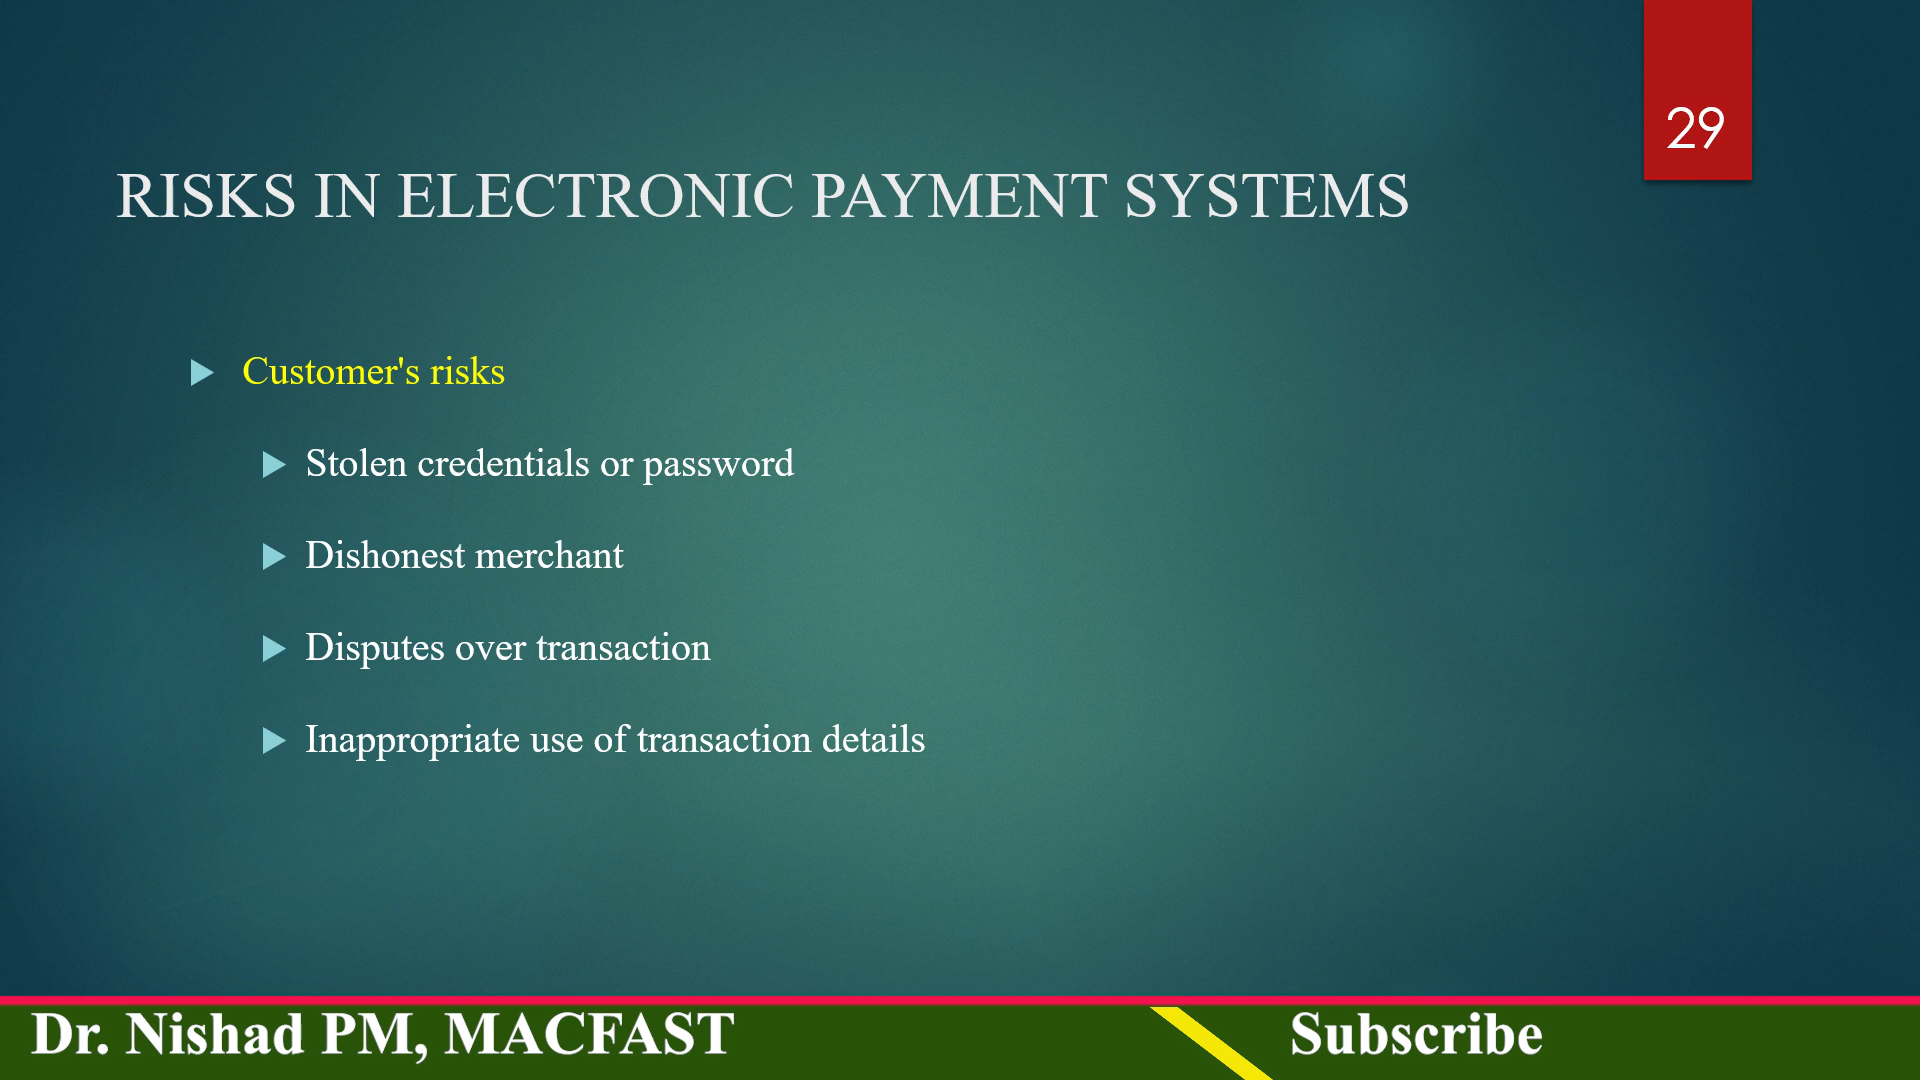 29
RISKS IN ELECTRONIC PAYMENT SYSTEMS
Customer's risks
Stolen credentials or password
Dishonest merchant
Disputes over transaction
Inappropriate use of transaction details
Dr. Nishad PM, MACFAST
Subscribe